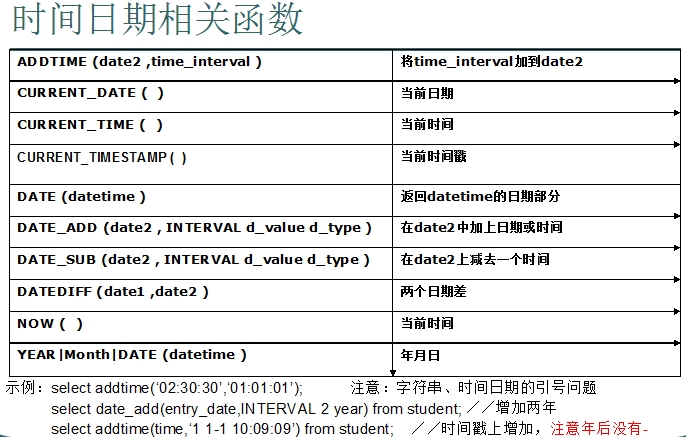 时间日期相关函数
ADDTIME (date2 ,time_interval ) 将time_interval加到date2
CURRENT_DATE ( ) 当前日期
CURRENT_TIME ( ) 当前时间
CURRENT_TIMESTAMP ( ) 当前时间戳
DATE (datetime ) 返回datetime的日期部分
DATE_ADD (date2 , INTERVAL d_value d_type ) 在date2中加上日期或时间
DATE_SUB (date2 , INTERVAL d_value d_type ) 在date2上减去一个时间
DATEDIFF (date1 ,date2 ) 两个日期差
NOW ( ) 当前时间
YEAR|Month|DATE (datetime ) 年月日
示例：select addtime(‘02:30:30’,‘01:01:01’); 注意：字符串、时间日期的引号问题
select date_add(entry_date,INTERVAL 2 year) from student; //增加两年
select addtime(time,‘1 1-1 10:09:09’) from student; //时间戳上增加，注意年后没有-